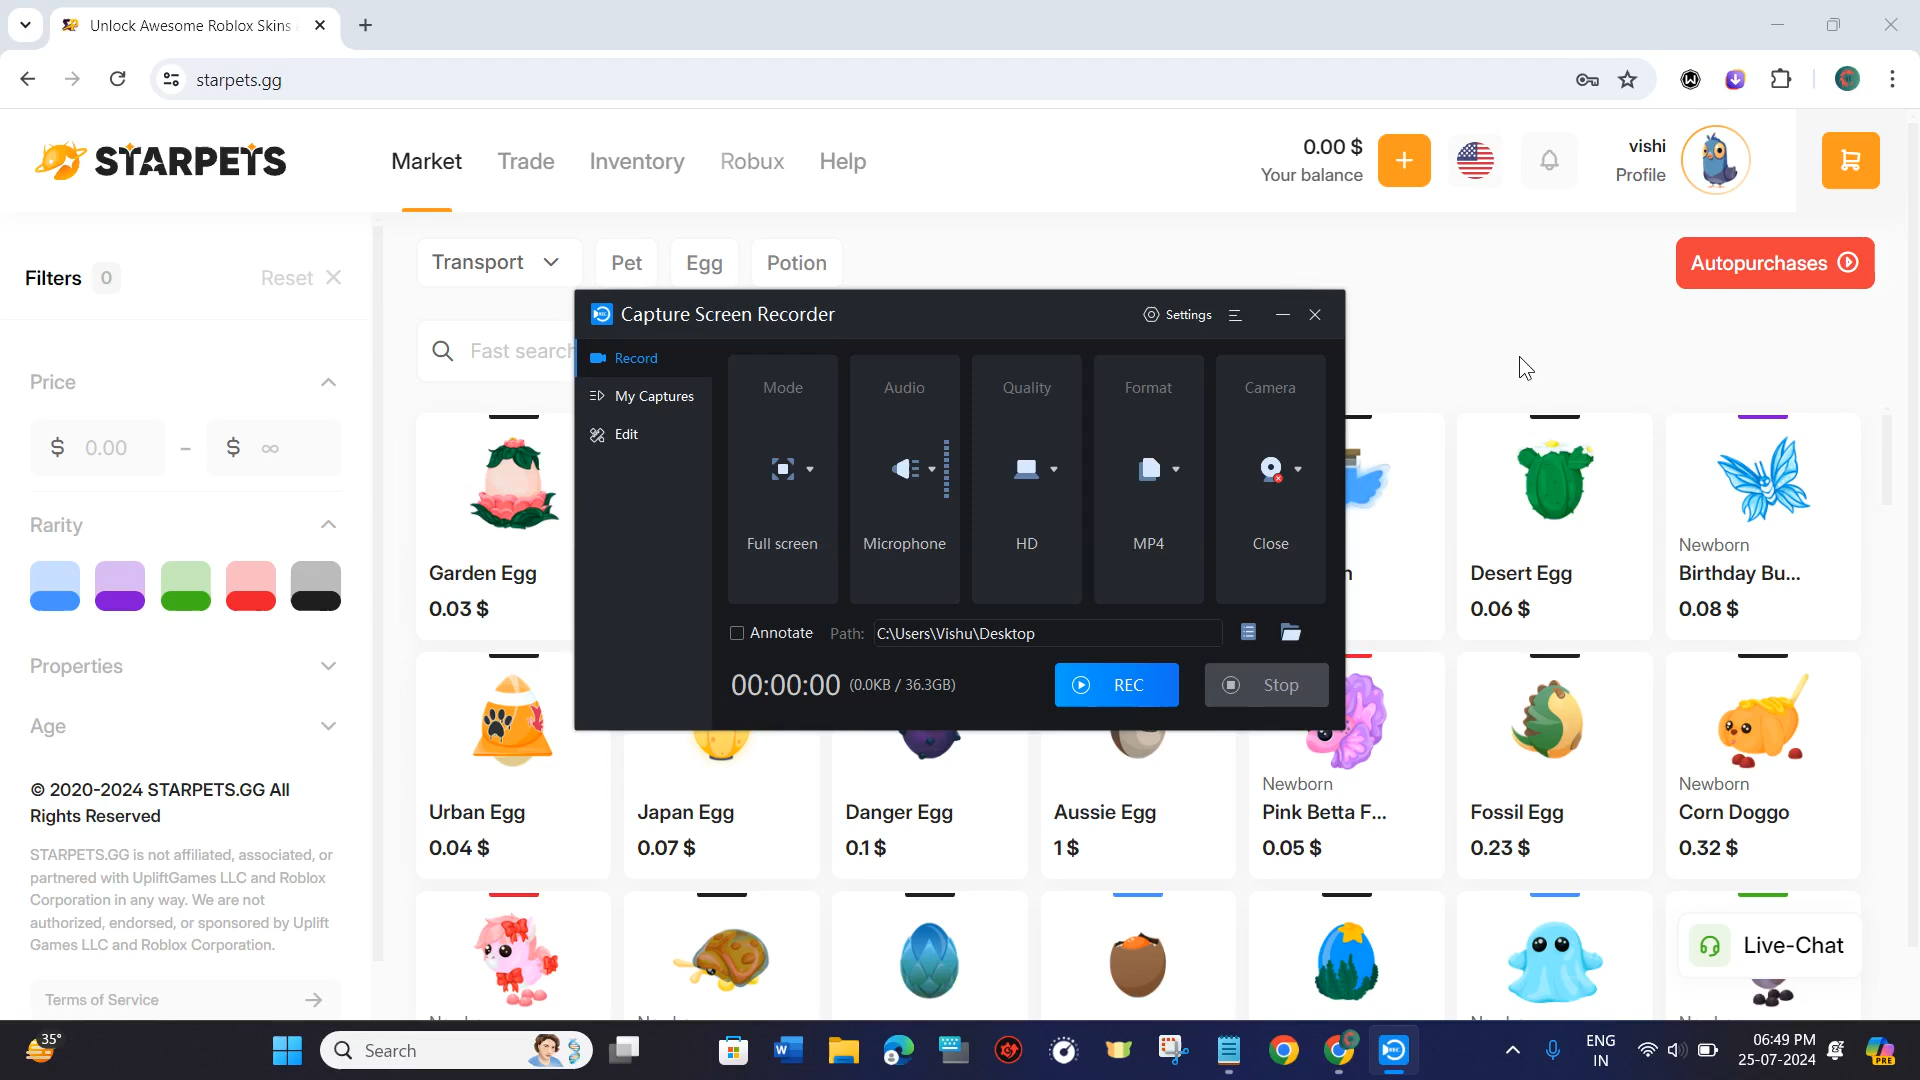 Unlock Awesome Roblox Skins
starpets.gg
STARPETS
Market
Trade
Inventory
Robux
Help
0.00 $
Your balance
vishi
Profile
Filters 0
Reset
Transport
Pet
Egg
Potion
Autopurchases
Fast search
Price
$ 0.00 – $ ∞
Rarity
Properties
Age
© 2020-2024 STARPETS.GG All
Rights Reserved
STARPETS.GG is not affiliated, associated, or
partnered with UpliftGames LLC and Roblox
Corporation in any way. We are not
authorized, endorsed, or sponsored by Uplift
Games LLC and Roblox Corporation.
Terms of Service
Capture Screen Recorder
Settings
Record
My Captures
Edit
Mode
Audio
Quality
Format
Camera
Full screen
Microphone
HD
MP4
Close
Annotate
Path: C:\Users\Vishu\Desktop
00:00:00 (0.0KB / 36.3GB)
REC
Stop
Garden Egg
0.03 $
Desert Egg
0.06 $
Newborn
Birthday Bu...
0.08 $
Urban Egg
0.04 $
Japan Egg
0.07 $
Danger Egg
0.1 $
Aussie Egg
1 $
Newborn
Pink Betta F...
0.05 $
Fossil Egg
0.23 $
Newborn
Corn Doggo
0.32 $
Live-Chat
35°
Search
ENG
IN
06:49 PM
25-07-2024
PRE